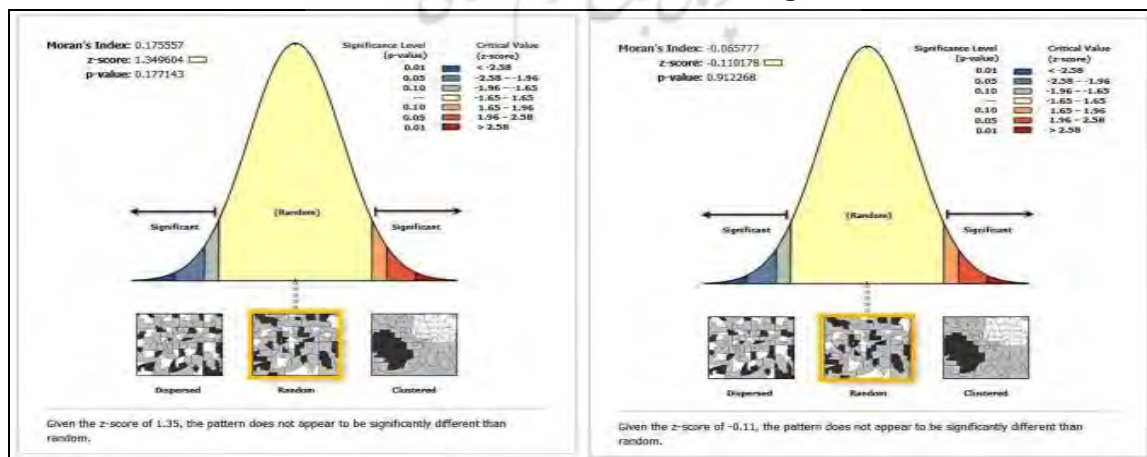 Moran's Index: 0.175557
z-score: 1.349604
p-value: 0.177143
Significance Level
(p-value)
Critical Value
(z-score)
0.01 < -2.58
0.05 -2.58 - -1.96
0.10 -1.96 - -1.65
--- -1.65 - 1.65
0.10 1.65 - 1.96
0.05 1.96 - 2.58
0.01 > 2.58
(Random)
Significant
Significant
Dispersed
Random
Clustered
Given the z-score of 1.35, the pattern does not appear to be significantly different than
random.
Moran's Index: -0.065777
z-score: -0.110178
p-value: 0.912268
Significance Level
(p-value)
Critical Value
(z-score)
0.01 < -2.58
0.05 -2.58 - -1.96
0.10 -1.96 - -1.65
--- -1.65 - 1.65
0.10 1.65 - 1.96
0.05 1.96 - 2.58
0.01 > 2.58
(Random)
Significant
Significant
Dispersed
Random
Clustered
Given the z-score of -0.11, the pattern does not appear to be significantly different than
random.